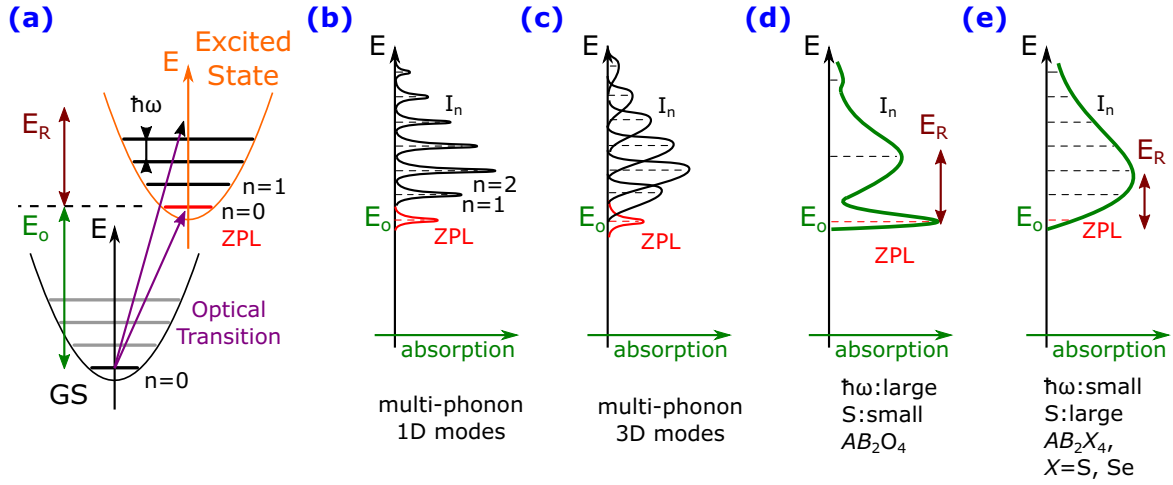 (a)
E
Excited
State
ħω
E_R
n=1
n=0
E_o
E
ZPL
Optical
Transition
n=0
GS
(b)
E
I_n
n=2
n=1
E_o
ZPL
absorption
multi-phonon
1D modes
(c)
E
I_n
E_o
ZPL
absorption
multi-phonon
3D modes
(d)
E
I_n
E_R
E_o
ZPL
absorption
ħω:large
S:small
AB₂O₄
(e)
E
I_n
E_R
E_o
ZPL
absorption
ħω:small
S:large
AB₂X₄,
X=S, Se